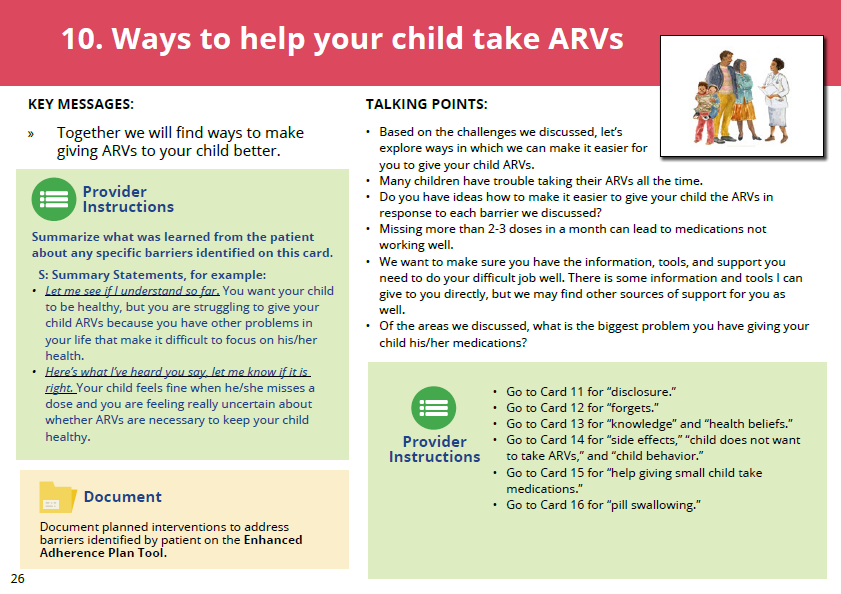 10. Ways to help your child take ARVs
KEY MESSAGES:
» Together we will find ways to make
giving ARVs to your child better.
Provider
Instructions
Summarize what was learned from the patient
about any specific barriers identified on this card.
S: Summary Statements, for example:
• Let me see if I understand so far. You want your child
to be healthy, but you are struggling to give your
child ARVs because you have other problems in
your life that make it difficult to focus on his/her
health.
• Here’s what I’ve heard you say, let me know if it is
right. Your child feels fine when he/she misses a
dose and you are feeling really uncertain about
whether ARVs are necessary to keep your child
healthy.
Document
Document planned interventions to address
barriers identified by patient on the Enhanced
Adherence Plan Tool.
26
TALKING POINTS:
• Based on the challenges we discussed, let’s
explore ways in which we can make it easier for
you to give your child ARVs.
• Many children have trouble taking their ARVs all the time.
• Do you have ideas how to make it easier to give your child the ARVs in
response to each barrier we discussed?
• Missing more than 2-3 doses in a month can lead to medications not
working well.
• We want to make sure you have the information, tools, and support you
need to do your difficult job well. There is some information and tools I can
give to you directly, but we may find other sources of support for you as
well.
• Of the areas we discussed, what is the biggest problem you have giving your
child his/her medications?
Provider
Instructions
• Go to Card 11 for “disclosure.”
• Go to Card 12 for “forgets.”
• Go to Card 13 for “knowledge” and “health beliefs.”
• Go to Card 14 for “side effects,” “child does not want
to take ARVs,” and “child behavior.”
• Go to Card 15 for “help giving small child take
medications.”
• Go to Card 16 for “pill swallowing.”